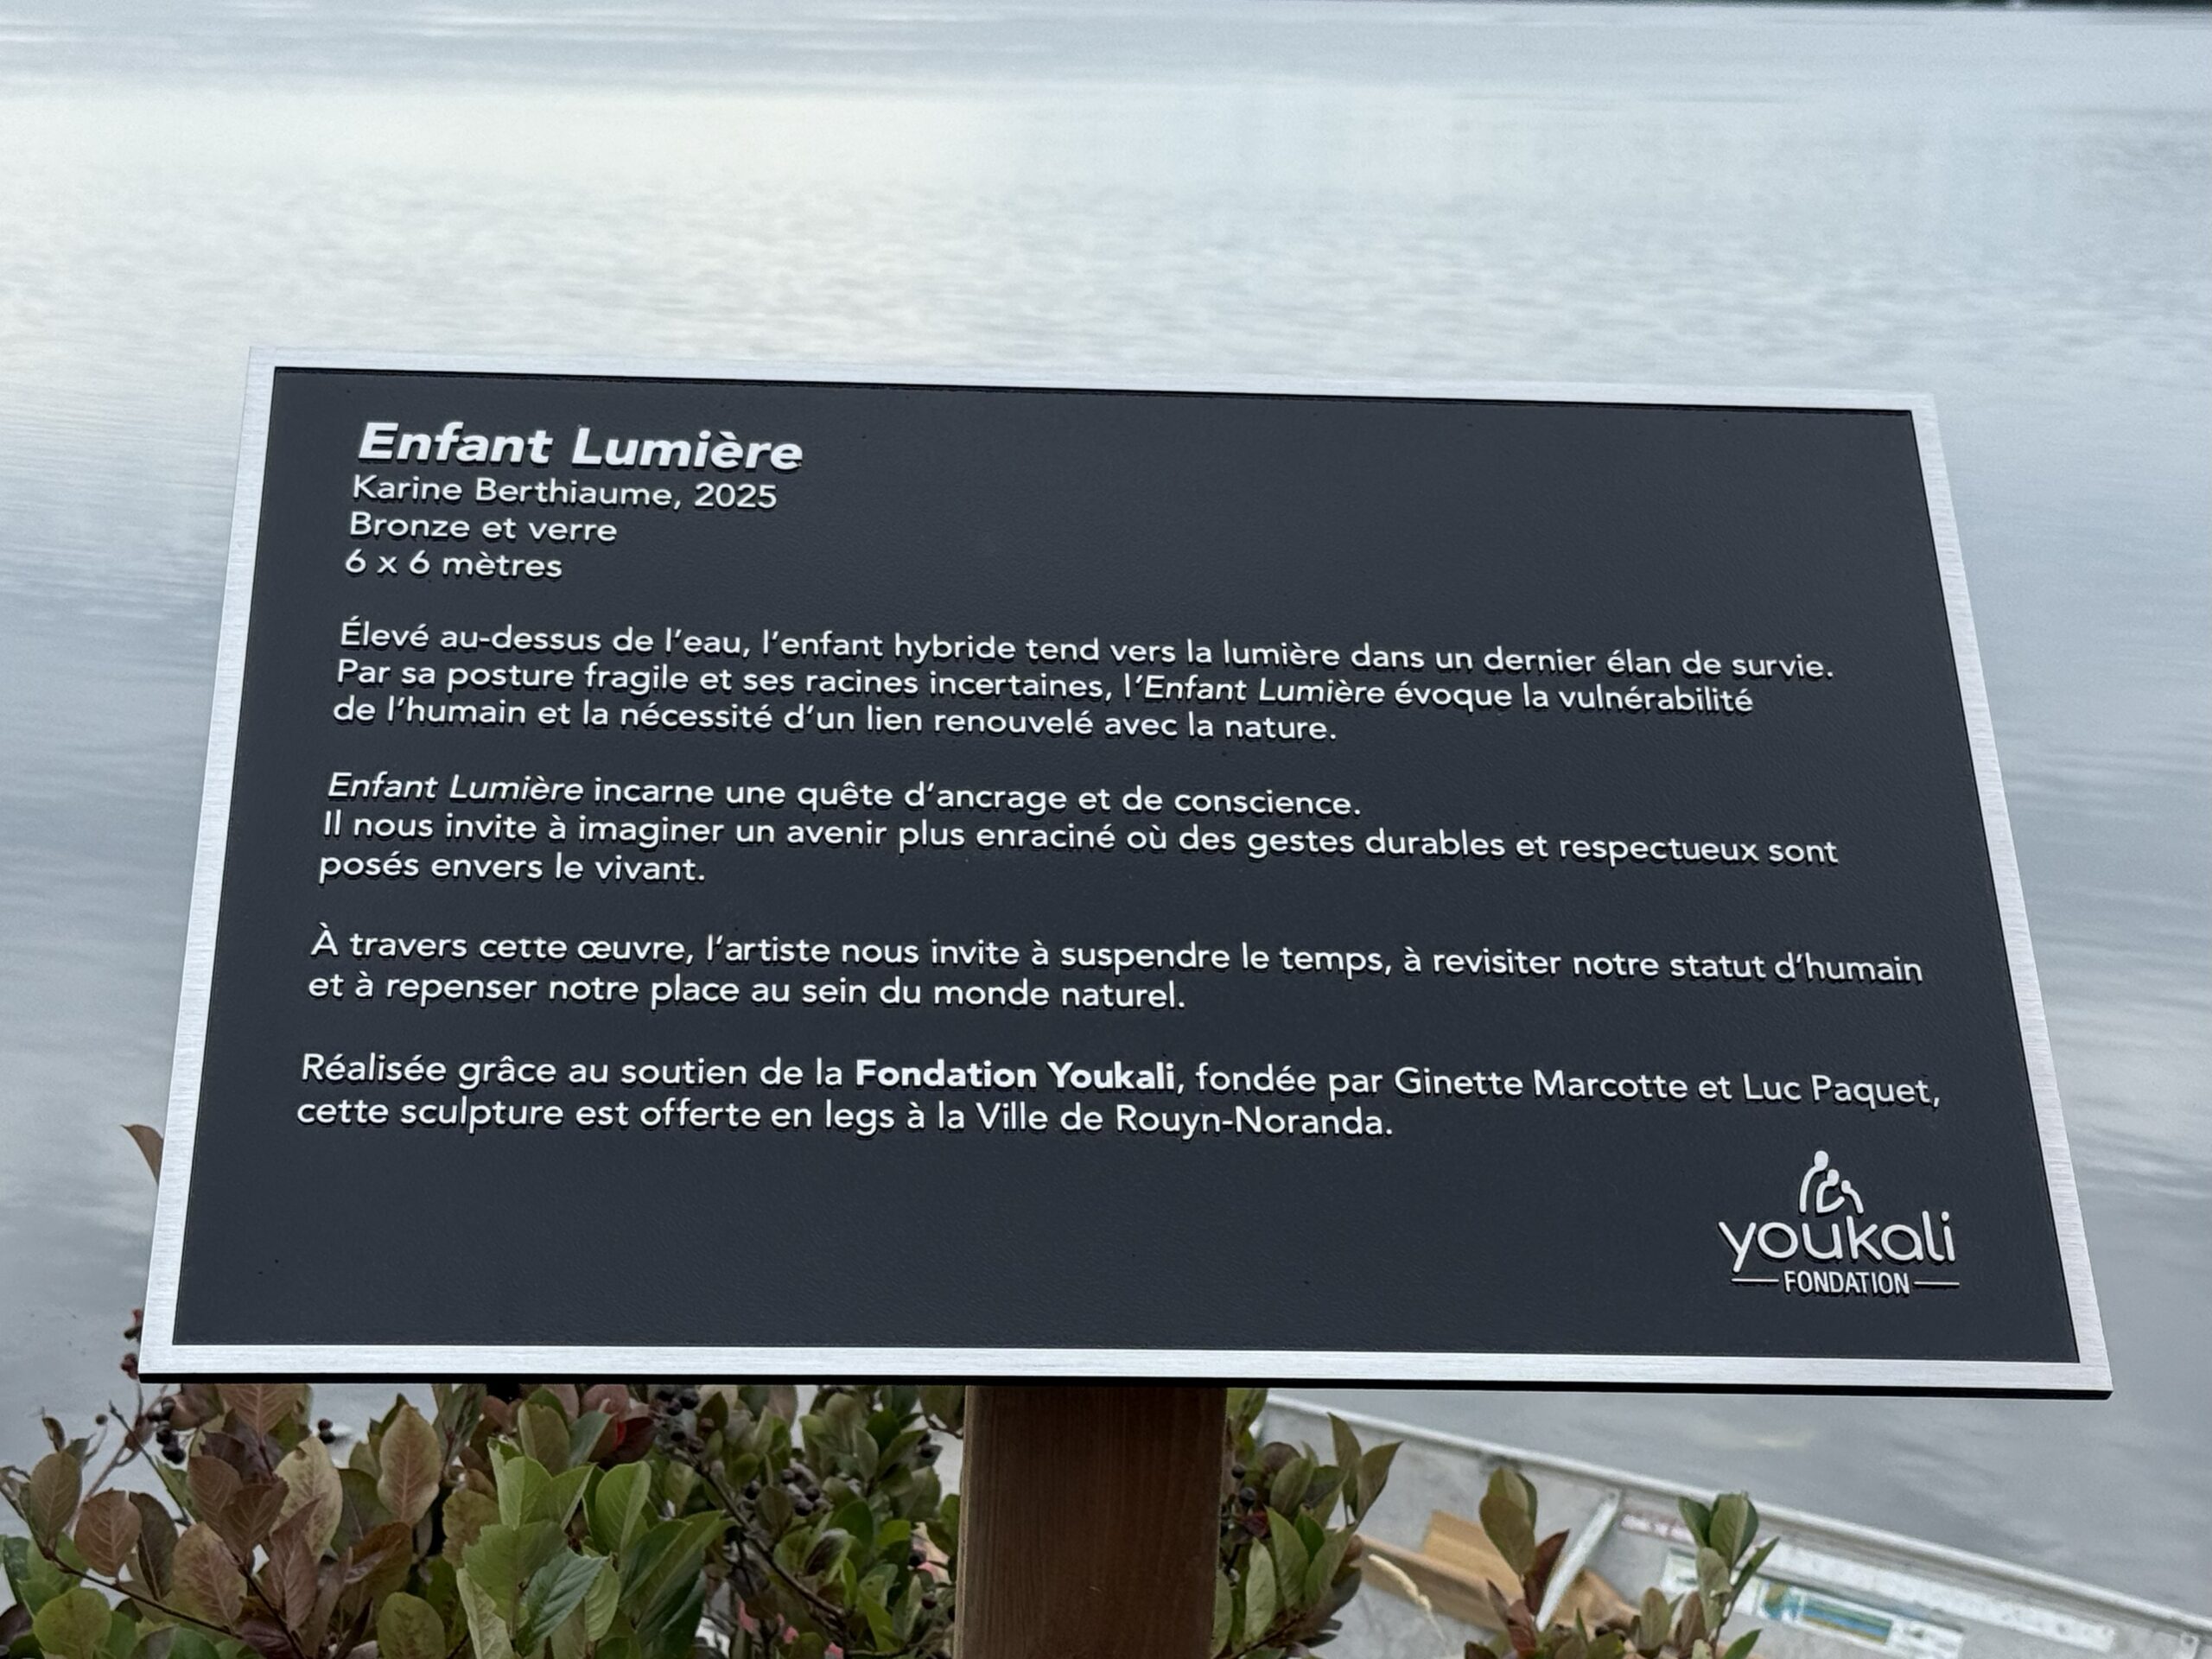 Enfant Lumière
Karine Berthiaume, 2025
Bronze et verre
6 x 6 mètres
Élevé au-dessus de l'eau, l'enfant hybride tend vers la lumière dans un dernier élan de survie.
Par sa posture fragile et ses racines incertaines, l'Enfant Lumière évoque la vulnérabilité
de l'humain et la nécessité d'un lien renouvelé avec la nature.
Enfant Lumière incarne une quête d'ancrage et de conscience.
Il nous invite à imaginer un avenir plus enraciné où des gestes durables et respectueux sont
posés envers le vivant.
À travers cette œuvre, l'artiste nous invite à suspendre le temps, à revisiter notre statut d'humain
et à repenser notre place au sein du monde naturel.
Réalisée grâce au soutien de la Fondation Youkali, fondée par Ginette Marcotte et Luc Paquet,
cette sculpture est offerte en legs à la Ville de Rouyn-Noranda.
youkali
FONDATION